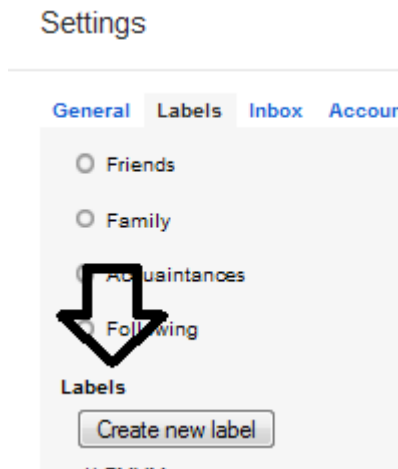 Settings
General Labels Inbox
Friends
Family
Acquaintances
Following
Labels
Create new label